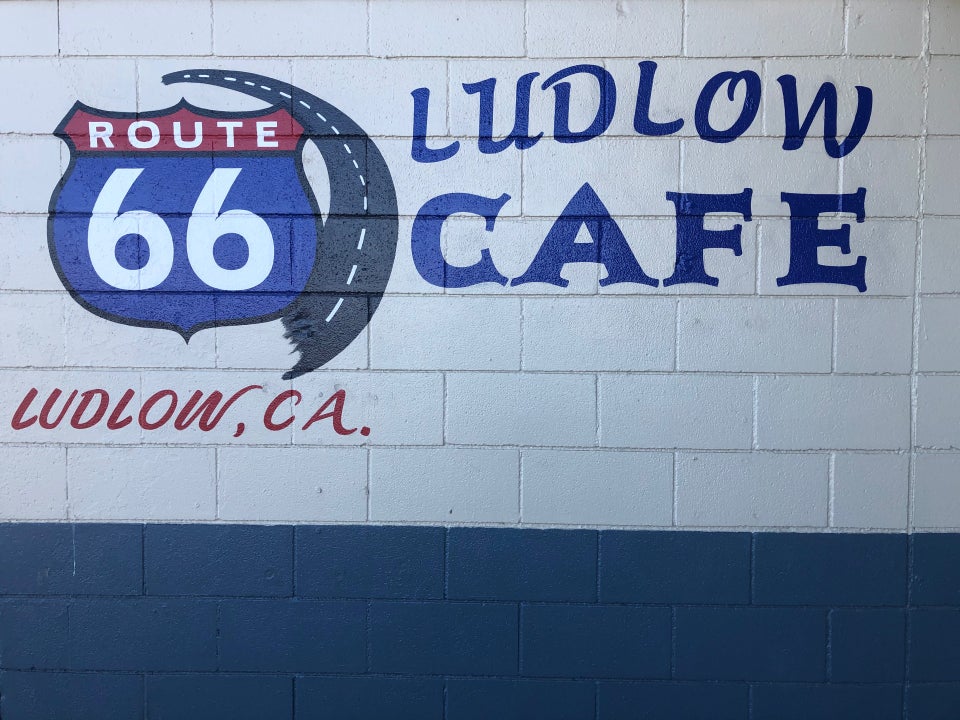 ROUTE
66
LUDLOW, CA.
LUDLOW
CAFE